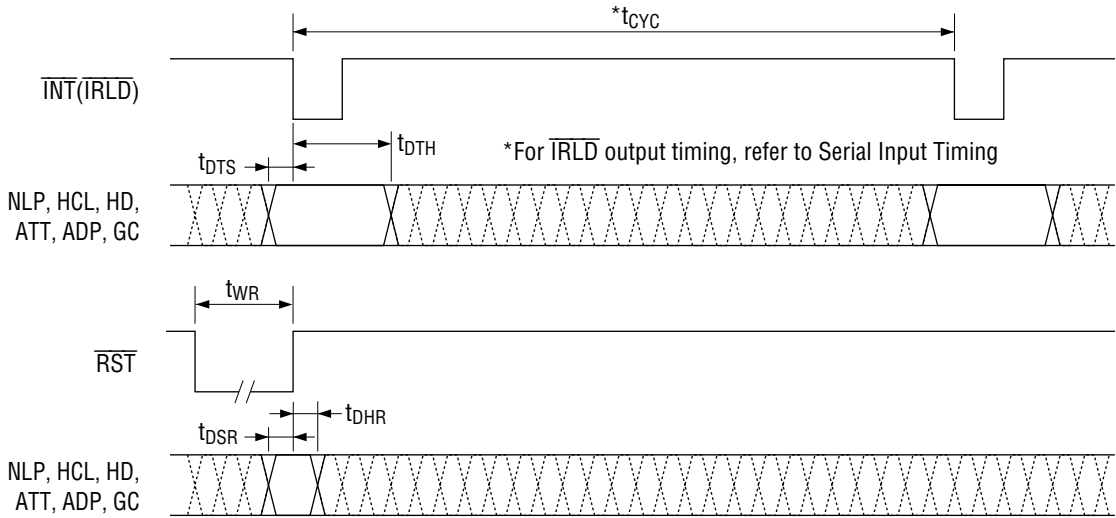 *tCYC
INT(IRLD)
tDTH
*For IRLD output timing, refer to Serial Input Timing
tDTS
NLP, HCL, HD,
ATT, ADP, GC
tWR
RST
tDHR
tDSR
NLP, HCL, HD,
ATT, ADP, GC